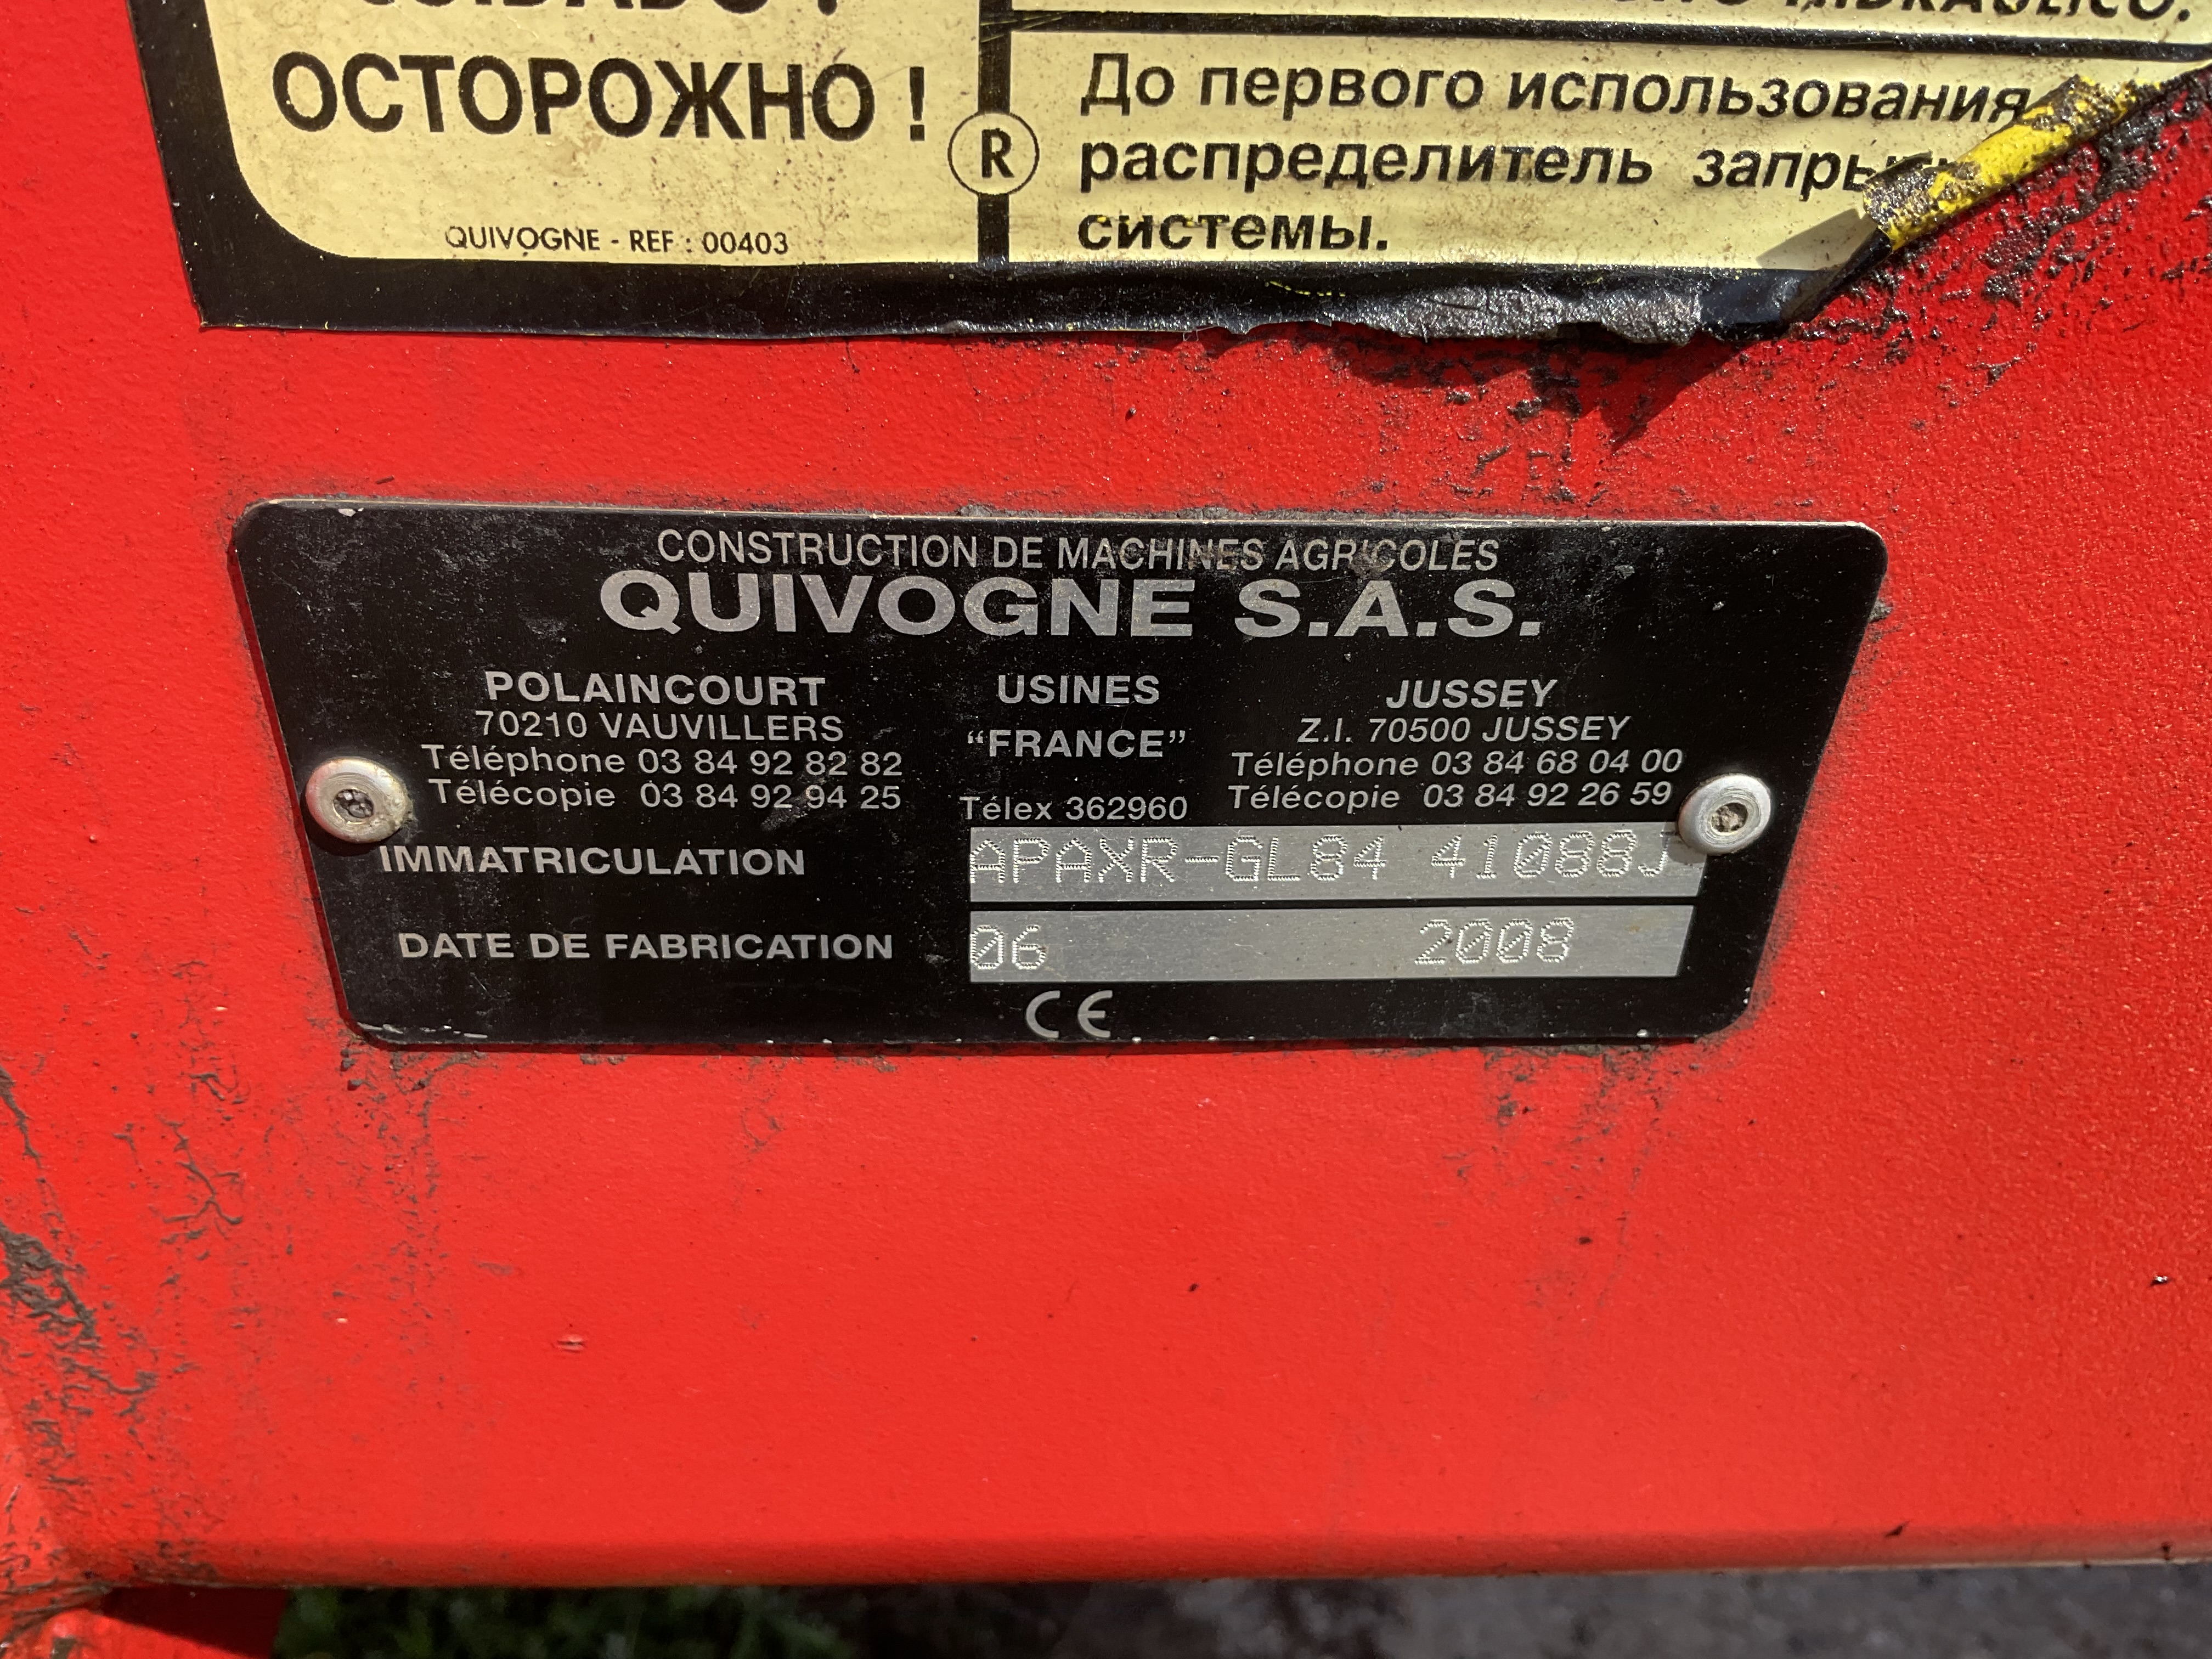 ОСТОРОЖНО !
QUIVOGNE - REF : 00403
HIDRAULICO.
До первого использования
R
распределитель
системы.
CONSTRUCTION DE MACHINES AGRICOLES
QUIVOGNE S.A.S.
POLAINCOURT
70210 VAUVILLERS
Téléphone 03 84 92 82 82
Télécopie 03 84 92 94 25
USINES
"FRANCE"
Télex 362960
JUSSEY
Z.I. 70500 JUSSEY
Téléphone 03 84 68 04 00
Télécopie 03 84 92 26 59
IMMATRICULATION APAXR-GL84 41088J
DATE DE FABRICATION 06 2008
CE